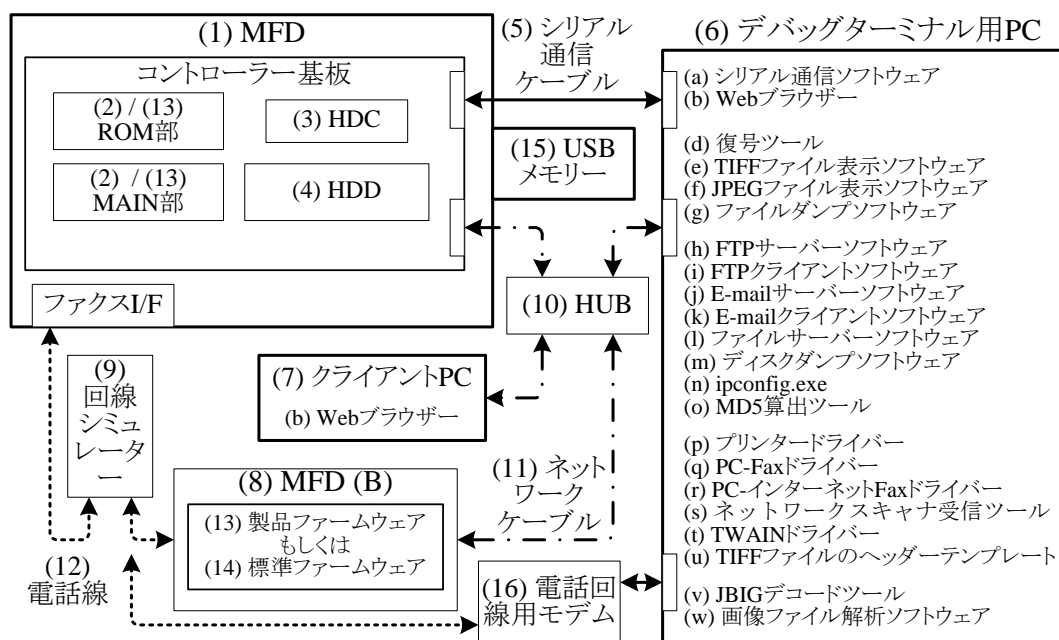 (1) MFD
コントローラー基板
(2) / (13)
ROM部
(3) HDC
(2) / (13)
MAIN部
(4) HDD
ファクスI/F
(5) シリアル
通信
ケーブル
(15) USB
メモリー
(10) HUB
(7) クライアントPC
(b) Webブラウザー
(9)
回線
シミュ
レータ
ー
(8) MFD (B)
(13) 製品ファームウェア
もしくは
(14) 標準ファームウェア
(11) ネット
ワーク
ケーブル
(12)
電話線
(16) 電話回
線用モデム
(6) デバッグターミナル用PC
(a) シリアル通信ソフトウェア
(b) Webブラウザー
(d) 復号ツール
(e) TIFFファイル表示ソフトウェア
(f) JPEGファイル表示ソフトウェア
(g) ファイルダンプソフトウェア
(h) FTPサーバーソフトウェア
(i) FTPクライアントソフトウェア
(j) E-mailサーバーソフトウェア
(k) E-mailクライアントソフトウェア
(l) ファイルサーバーソフトウェア
(m) ディスクダンプソフトウェア
(n) ipconfig.exe
(o) MD5算出ツール
(p) プリンタードライバー
(q) PC-Faxドライバー
(r) PC-インターネットFaxドライバー
(s) ネットワークスキャナ受信ツール
(t) TWAINドライバー
(u) TIFFファイルのヘッダーテンプレート
(v) JBIGデコードツール
(w) 画像ファイル解析ソフトウェア